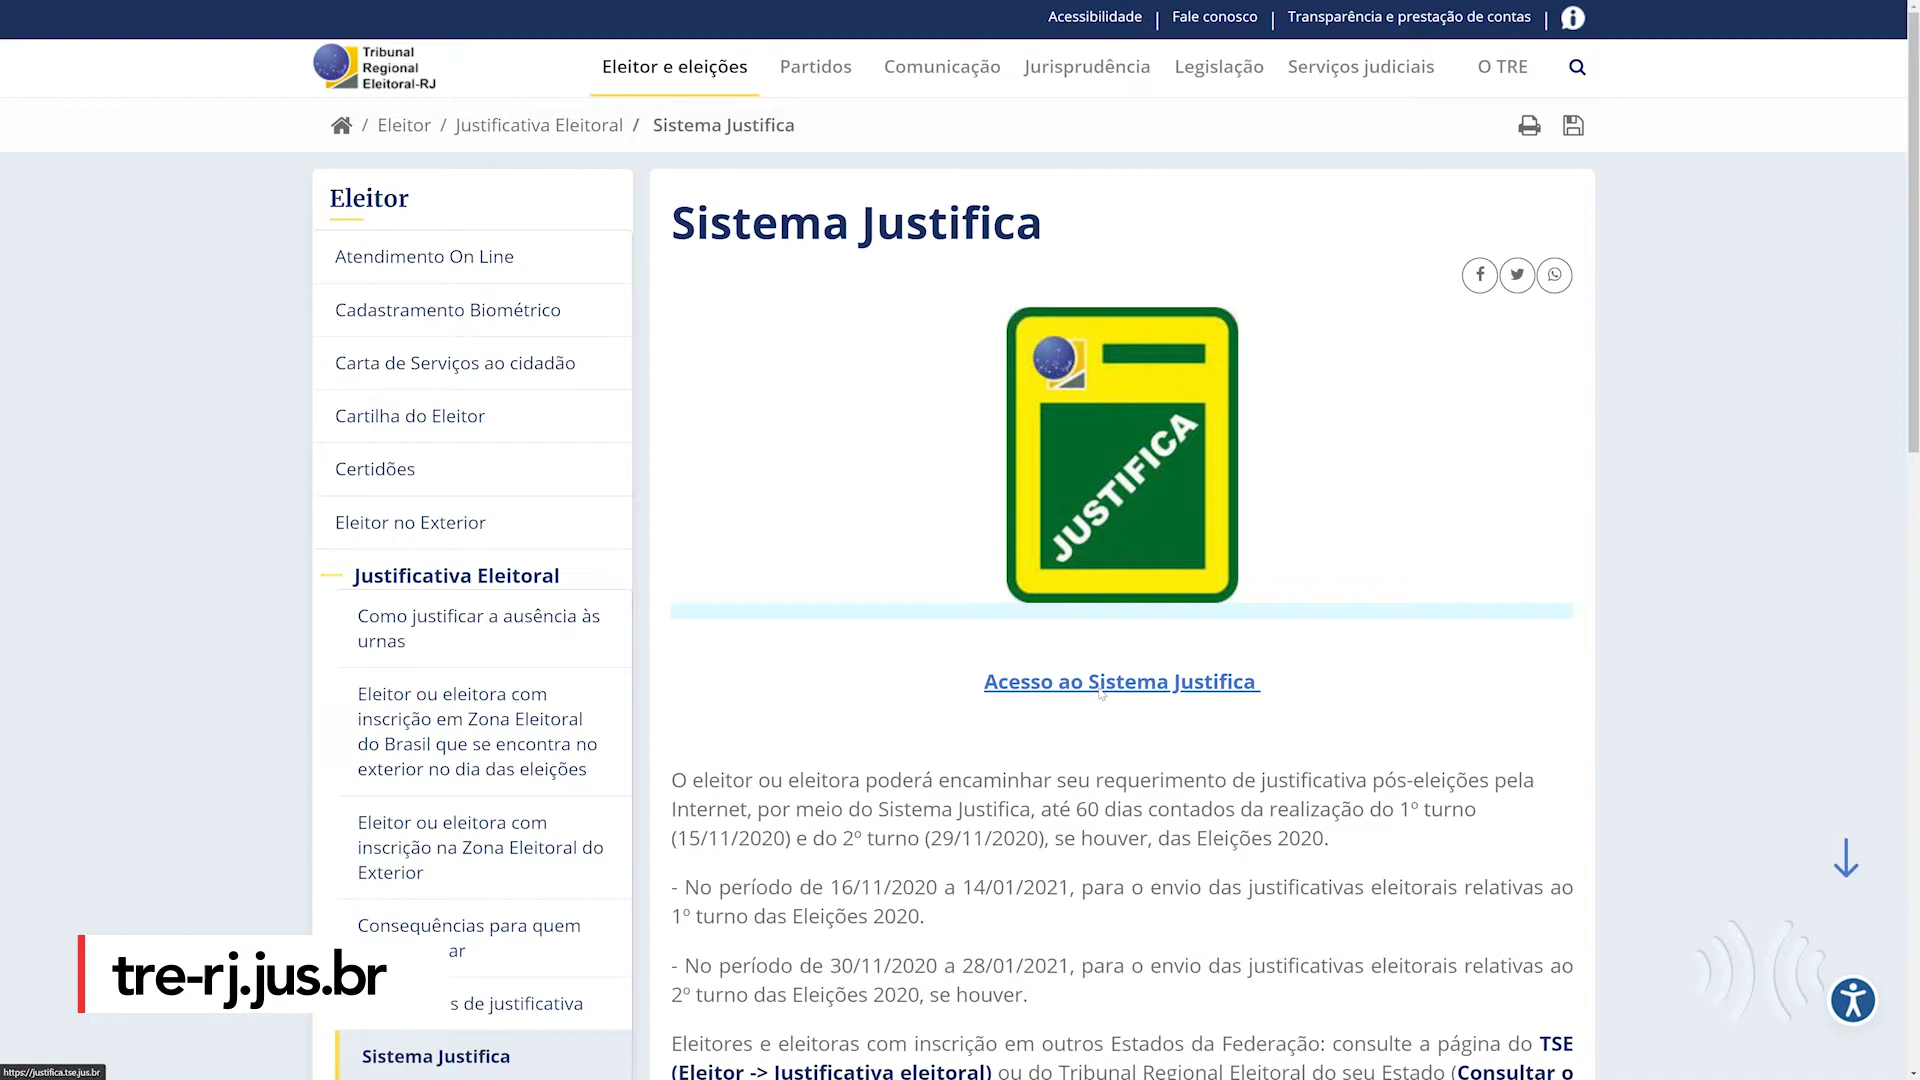 Acessibilidade | Fale conosco | Transparência e prestação de contas |
Tribunal
Regional
Eleitoral-RJ
Eleitor e eleições Partidos Comunicação Jurisprudência Legislação Serviços judiciais O TRE
/ Eleitor / Justificativa Eleitoral / Sistema Justifica
Eleitor
Atendimento On Line
Cadastramento Biométrico
Carta de Serviços ao cidadão
Cartilha do Eleitor
Certidões
Eleitor no Exterior
Justificativa Eleitoral
Como justificar a ausência às
urnas
Eleitor ou eleitora com
inscrição em Zona Eleitoral
do Brasil que se encontra no
exterior no dia das eleições
Eleitor ou eleitora com
inscrição na Zona Eleitoral do
Exterior
Consequências para quem
ar
s de justificativa
Sistema Justifica
Sistema Justifica
JUSTIFICA
Acesso ao Sistema Justifica
O eleitor ou eleitora poderá encaminhar seu requerimento de justificativa pós-eleições pela
Internet, por meio do Sistema Justifica, até 60 dias contados da realização do 1º turno
(15/11/2020) e do 2º turno (29/11/2020), se houver, das Eleições 2020.
- No período de 16/11/2020 a 14/01/2021, para o envio das justificativas eleitorais relativas ao
1º turno das Eleições 2020.
- No período de 30/11/2020 a 28/01/2021, para o envio das justificativas eleitorais relativas ao
2º turno das Eleições 2020, se houver.
Eleitores e eleitoras com inscrição em outros Estados da Federação: consulte a página do TSE
(Eleitor -> Justificativa eleitoral) ou do Tribunal Regional Eleitoral do seu Estado (Consultar o
tre-rj.jus.br
https://justifica.tse.jus.br